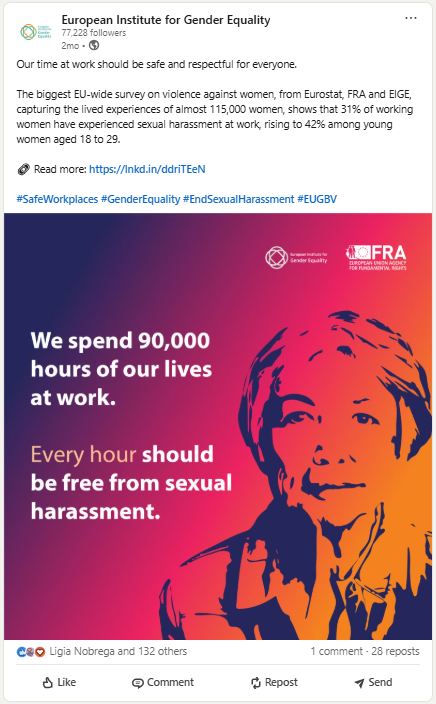 European Institute for Gender Equality
77,228 followers
2mo •
Our time at work should be safe and respectful for everyone.
The biggest EU-wide survey on violence against women, from Eurostat, FRA and EIGE,
capturing the lived experiences of almost 115,000 women, shows that 31% of working
women have experienced sexual harassment at work, rising to 42% among young
women aged 18 to 29.
Read more: https://lnkd.in/ddriTEeN
#SafeWorkplaces #GenderEquality #EndSexualHarassment #EUGBV
European Institute for
Gender Equality
FRA
EUROPEAN UNION AGENCY
FOR FUNDAMENTAL RIGHTS
We spend 90,000
hours of our lives
at work.
Every hour should
be free from sexual
harassment.
Ligia Nobrega and 132 others
1 comment · 28 reposts
Like
Comment
Repost
Send